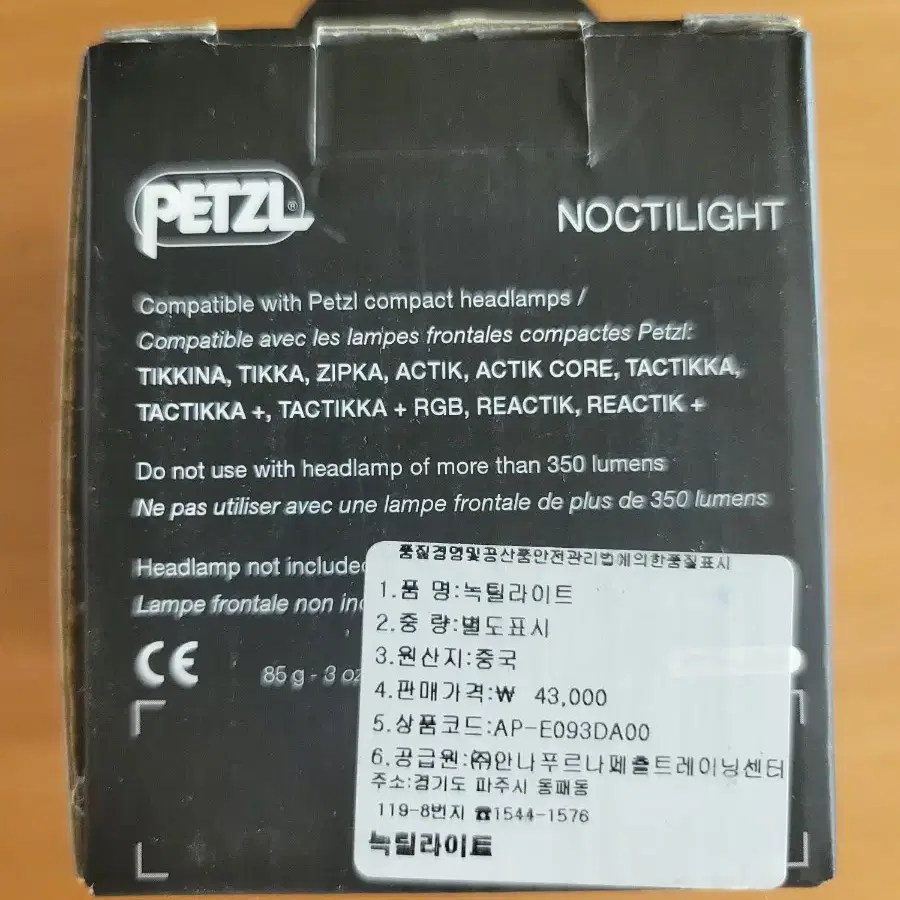 PETZL®
NOCTILIGHT
Compatible with Petzl compact headlamps /
Compatible avec les lampes frontales compactes Petzl:
TIKKINA, TIKKA, ZIPKA, ACTIK, ACTIK CORE, TACTIKKA,
TACTIKKA +, TACTIKKA + RGB, REACTIK, REACTIK +
Do not use with headlamp of more than 350 lumens
Ne pas utiliser avec une lampe frontale de plus de 350 lumens
Headlamp not include
Lampe frontale non in
CE
85 g - 3 oz
품질경영및공산품안전관리법에의한품질표시
1.품 명:녹틸라이트
2.중 량:별도표시
3.원산지:중국
4.판매가격:₩ 43,000
5.상품코드:AP-E093DA00
6.공급원:㈜안나푸르나페츨트레이닝센터
주소:경기도 파주시 동패동
119-8번지 ☎1544-1576
녹틸라이트